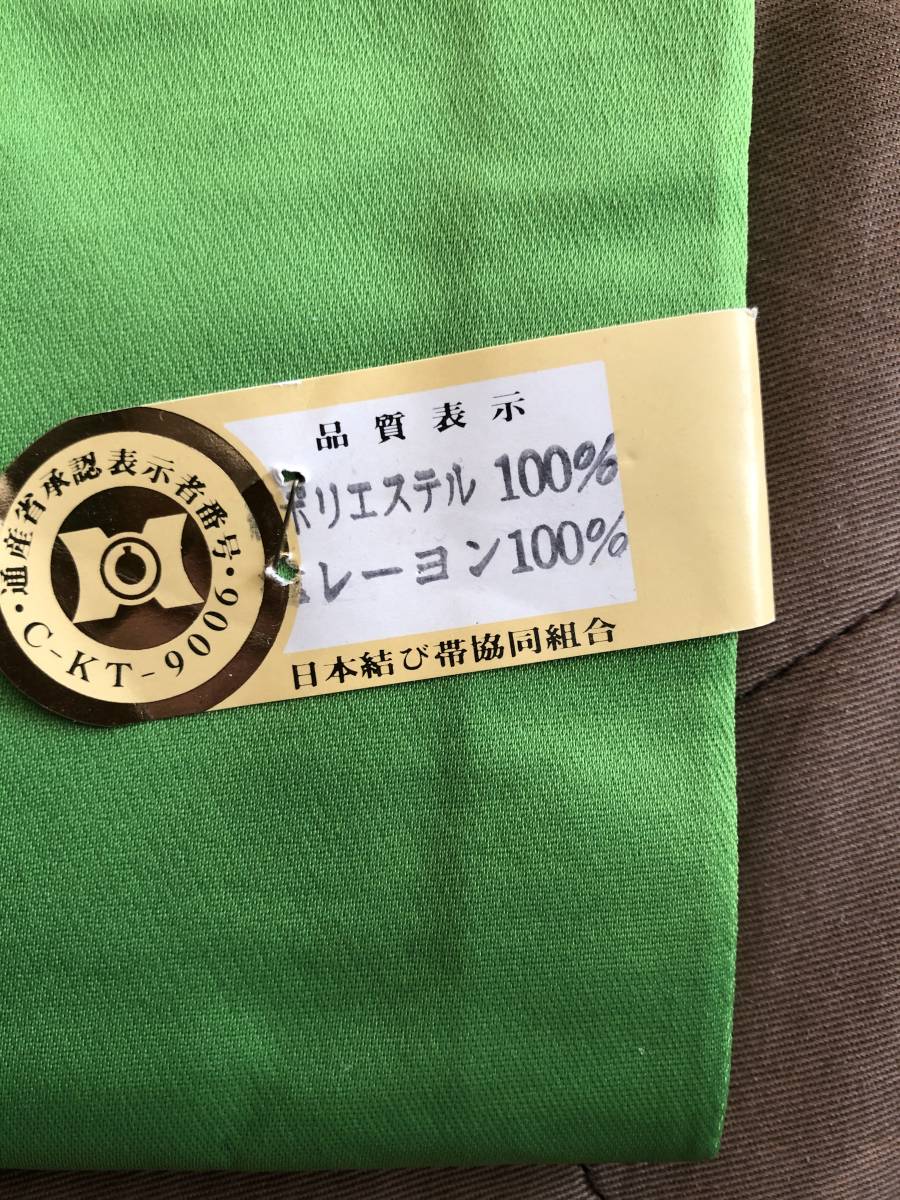 ・通産省承認表示者番号・
C-KT-9006
品質表示
ポリエステル 100%
レーヨン100%
日本結び帯協同組合